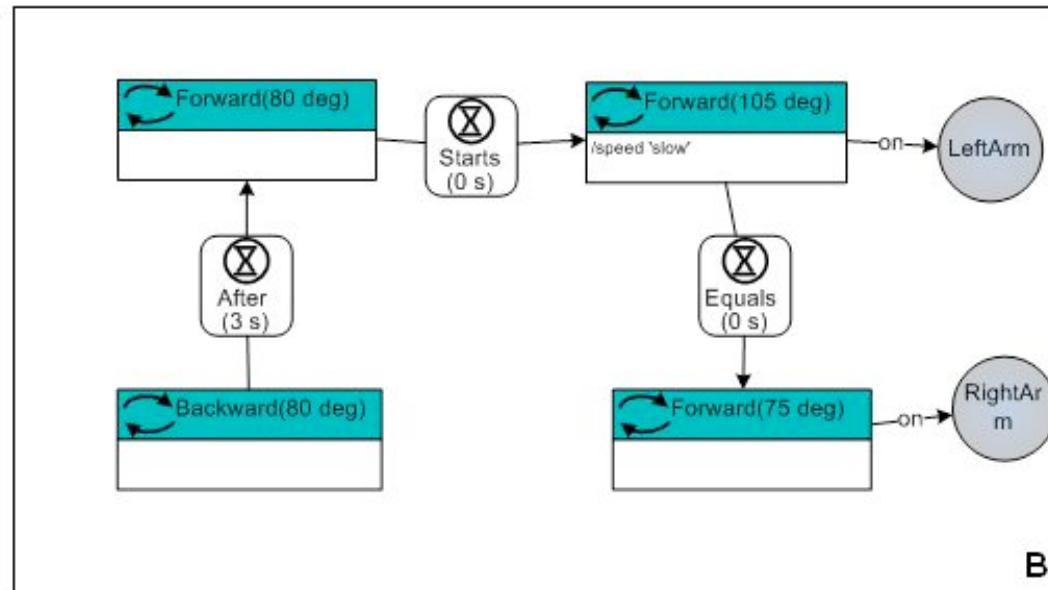 Forward(80 deg)
Starts
(0 s)
Forward(105 deg)
/speed 'slow'
on
LeftArm
After
(3 s)
Equals
(0 s)
Backward(80 deg)
Forward(75 deg)
on
RightAr
m
B